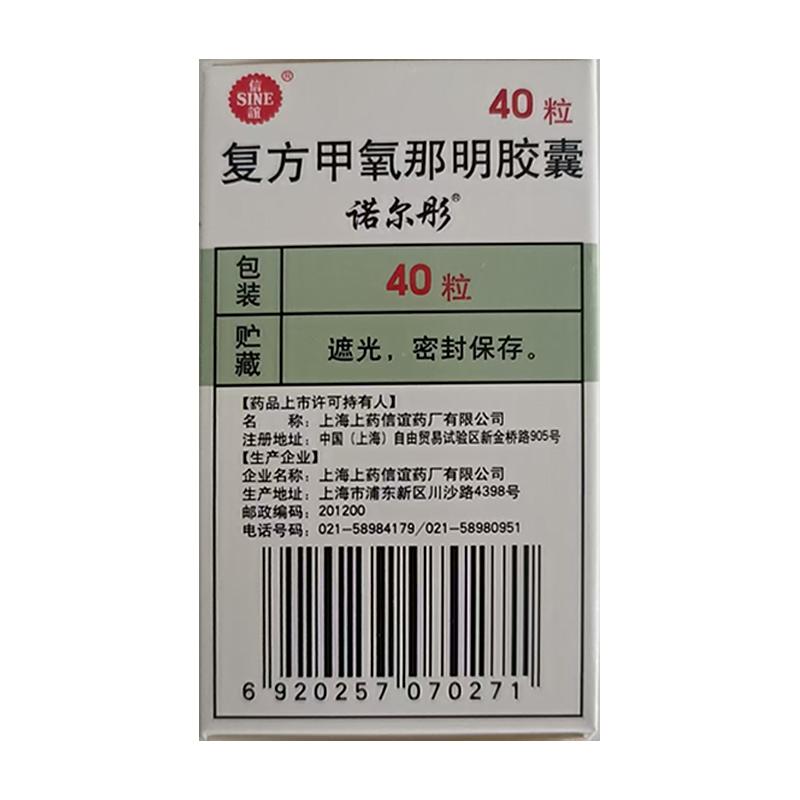 信
SINE®
誼
40粒
复方甲氧那明胶囊
诺尔彤®
包装 40粒
贮藏 遮光，密封保存。
【药品上市许可持有人】
名 称：上海上药信谊药厂有限公司
注册地址：中国（上海）自由贸易试验区新金桥路905号
【生产企业】
企业名称：上海上药信谊药厂有限公司
生产地址：上海市浦东新区川沙路4398号
邮政编码：201200
电话号码：021-58984179/021-58980951
6 920257 070271